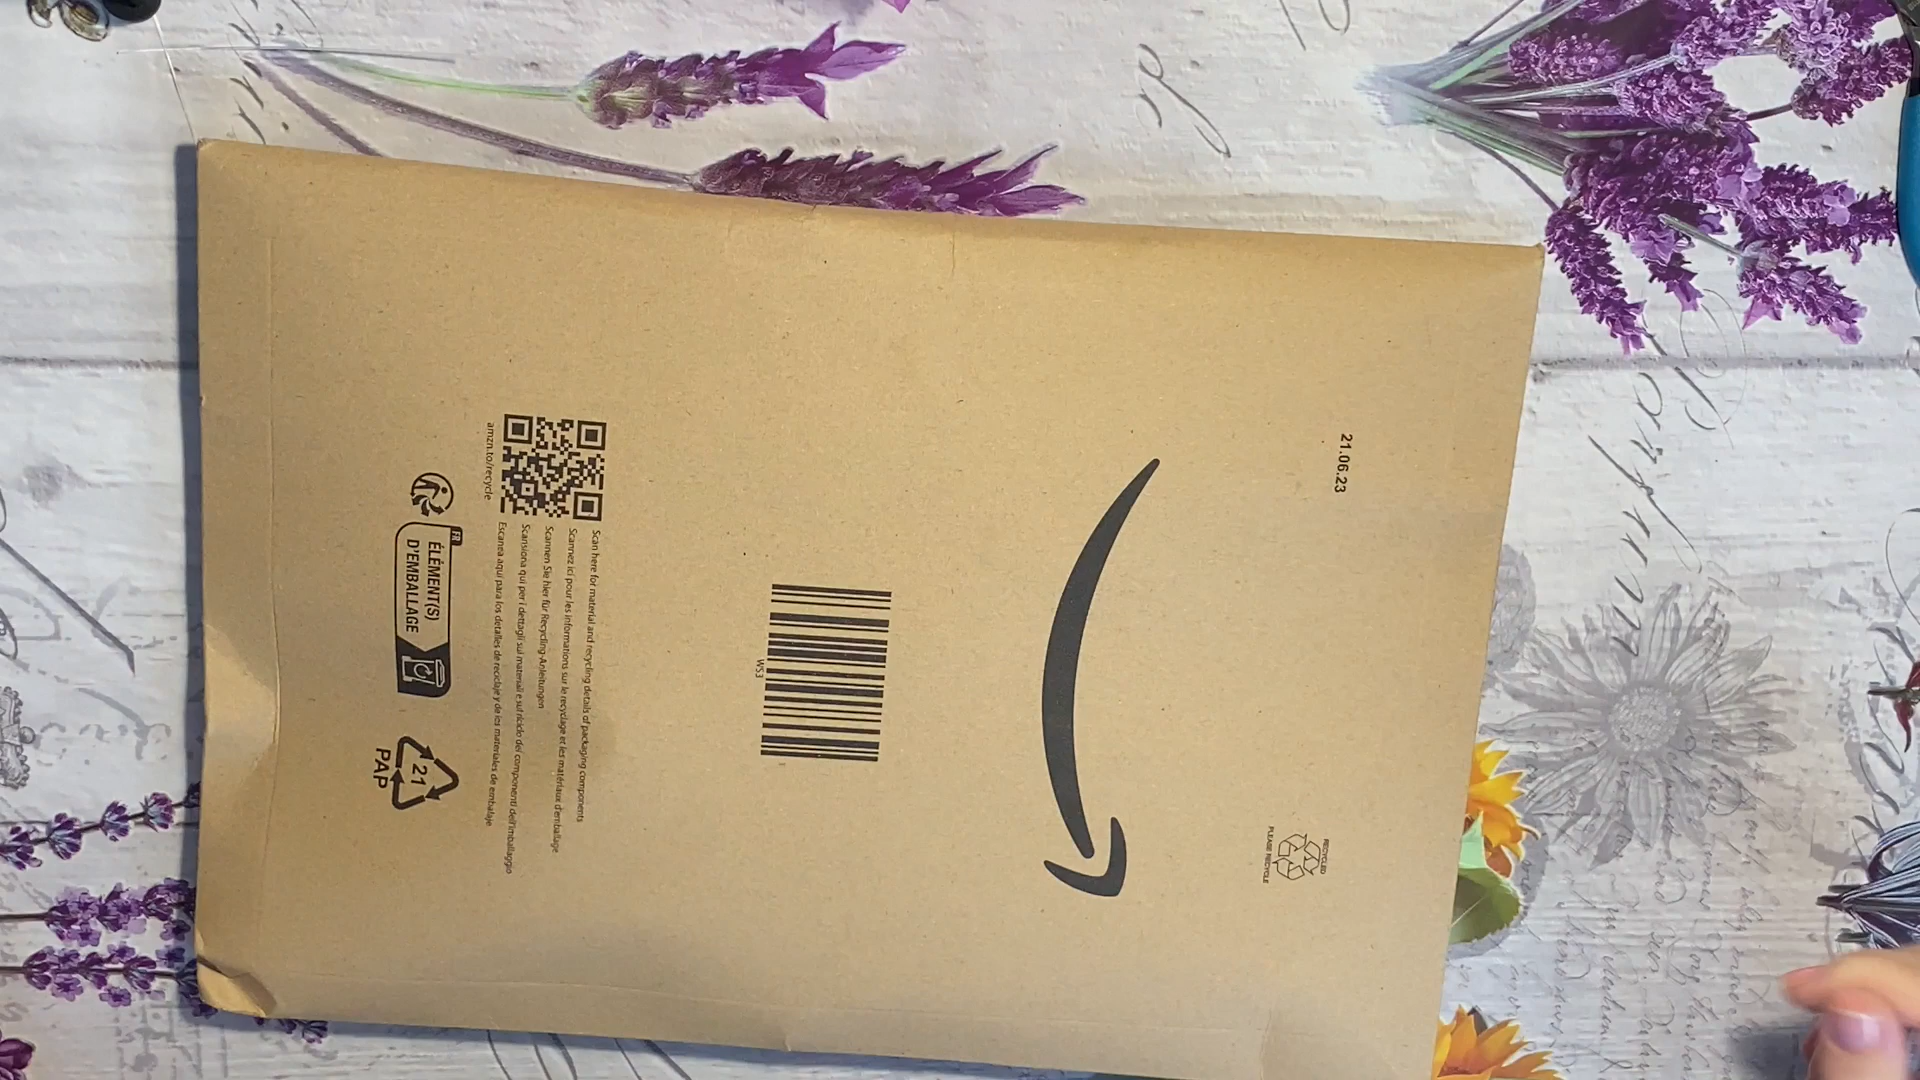 21.06.23
RECYCLED
PLEASE RECYCLE
W53
Scan here for material and recycling details of packaging components
Scannez ici pour les informations sur le recyclage et les matériaux d'emballage
Scannen Sie hier für Recycling-Anleitungen
Scansiona qui per i dettagli sui materiali e sul riciclo dei componenti dell'imballaggio
Escanea aquí para los detalles de reciclaje y de los materiales de embalaje
amzn.to/recycle
FR
ÉLÉMENT(S)
D'EMBALLAGE
21
PAP